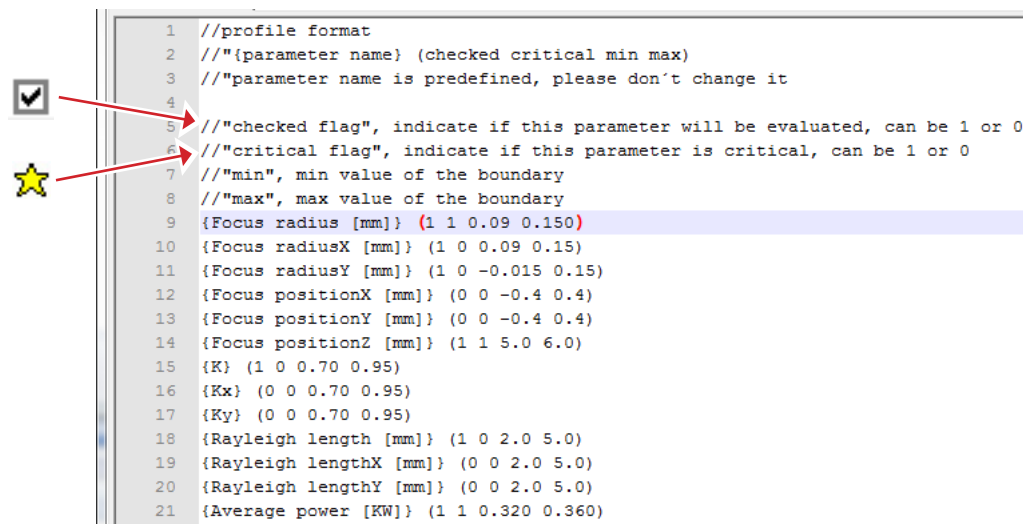 1 //profile format
2 //"{parameter name} (checked critical min max)
3 //"parameter name is predefined, please don´t change it
4
5 //"checked flag", indicate if this parameter will be evaluated, can be 1 or 0
6 //"critical flag", indicate if this parameter is critical, can be 1 or 0
7 //"min", min value of the boundary
8 //"max", max value of the boundary
9 {Focus radius [mm]} (1 1 0.09 0.150)
10 {Focus radiusX [mm]} (1 0 0.09 0.15)
11 {Focus radiusY [mm]} (1 0 -0.015 0.15)
12 {Focus positionX [mm]} (0 0 -0.4 0.4)
13 {Focus positionY [mm]} (0 0 -0.4 0.4)
14 {Focus positionZ [mm]} (1 1 5.0 6.0)
15 {K} (1 0 0.70 0.95)
16 {Kx} (0 0 0.70 0.95)
17 {Ky} (0 0 0.70 0.95)
18 {Rayleigh length [mm]} (1 0 2.0 5.0)
19 {Rayleigh lengthX [mm]} (0 0 2.0 5.0)
20 {Rayleigh lengthY [mm]} (0 0 2.0 5.0)
21 {Average power [KW]} (1 1 0.320 0.360)